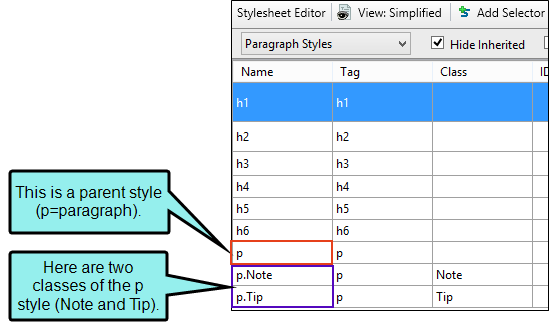 Stylesheet Editor View: Simplified Add Selector
Paragraph Styles Hide Inherited
Name Tag Class ID
h1 h1
h2 h2
h3 h3
h4 h4
h5 h5
h6 h6
This is a parent style
(p=paragraph).
p p
Here are two
classes of the p
style (Note and Tip).
p.Note p Note
p.Tip p Tip